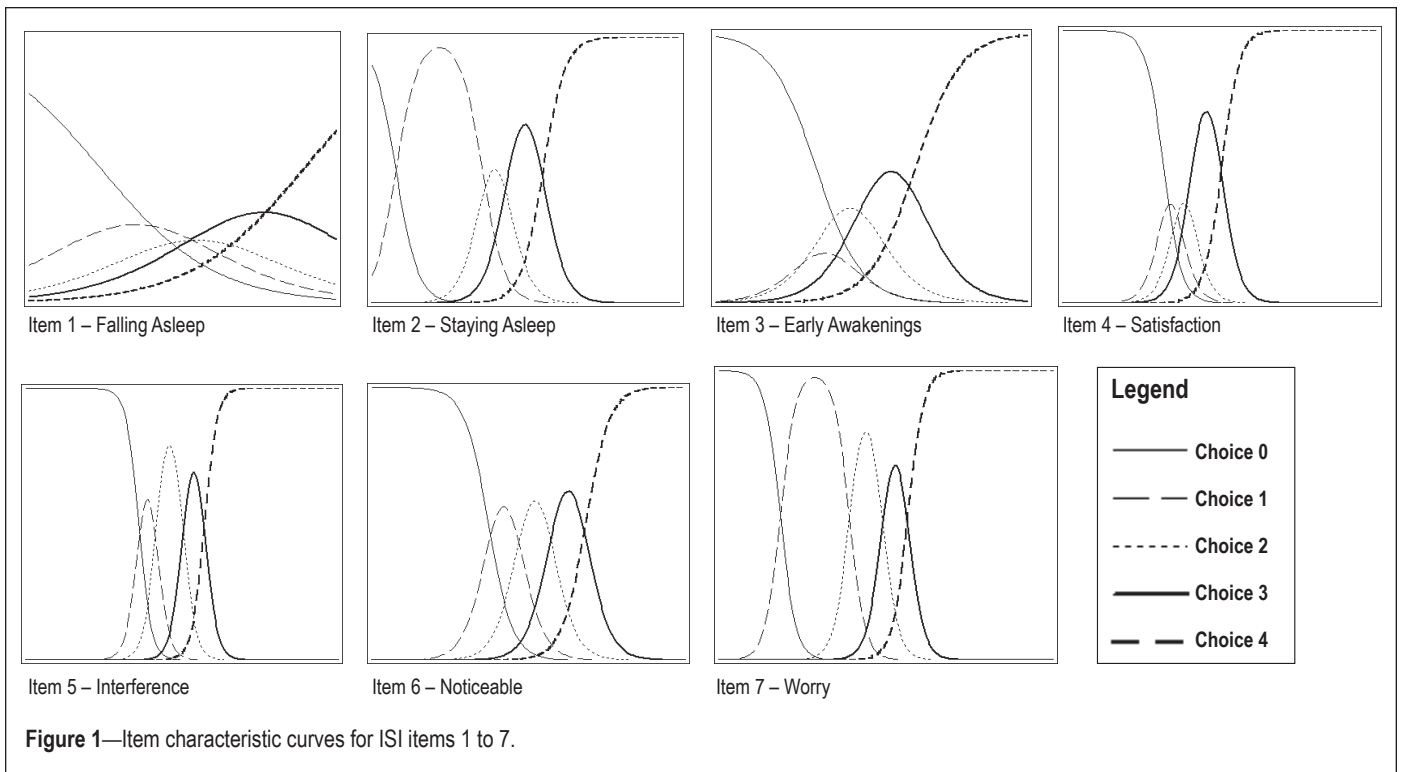 Item 1 – Falling Asleep
Item 2 – Staying Asleep
Item 3 – Early Awakenings
Item 4 – Satisfaction
Item 5 – Interference
Item 6 – Noticeable
Item 7 – Worry
Legend
Choice 0
Choice 1
Choice 2
Choice 3
Choice 4
Figure 1—Item characteristic curves for ISI items 1 to 7.